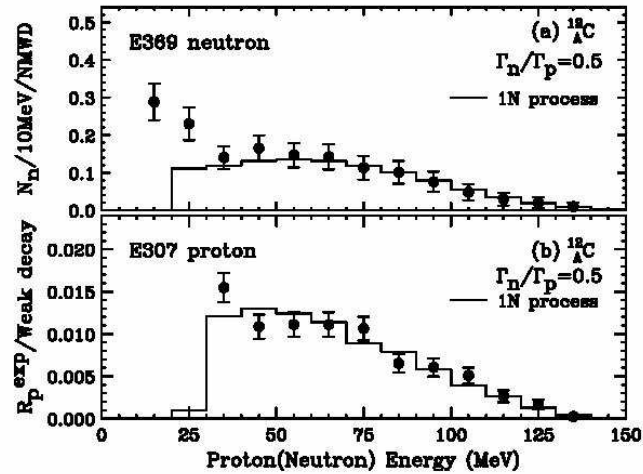 0.5
0.4
0.3
0.2
0.1
0.0
N_n/10MeV/NMWD
E369 neutron
(a) ¹²_ΛC
Γn/Γp=0.5
1N process
0.020
0.015
0.010
0.005
0.000
R_p^exp/Weak decay
E307 proton
(b) ¹²_ΛC
Γn/Γp=0.5
1N process
0 25 50 75 100 125 150
Proton(Neutron) Energy (MeV)